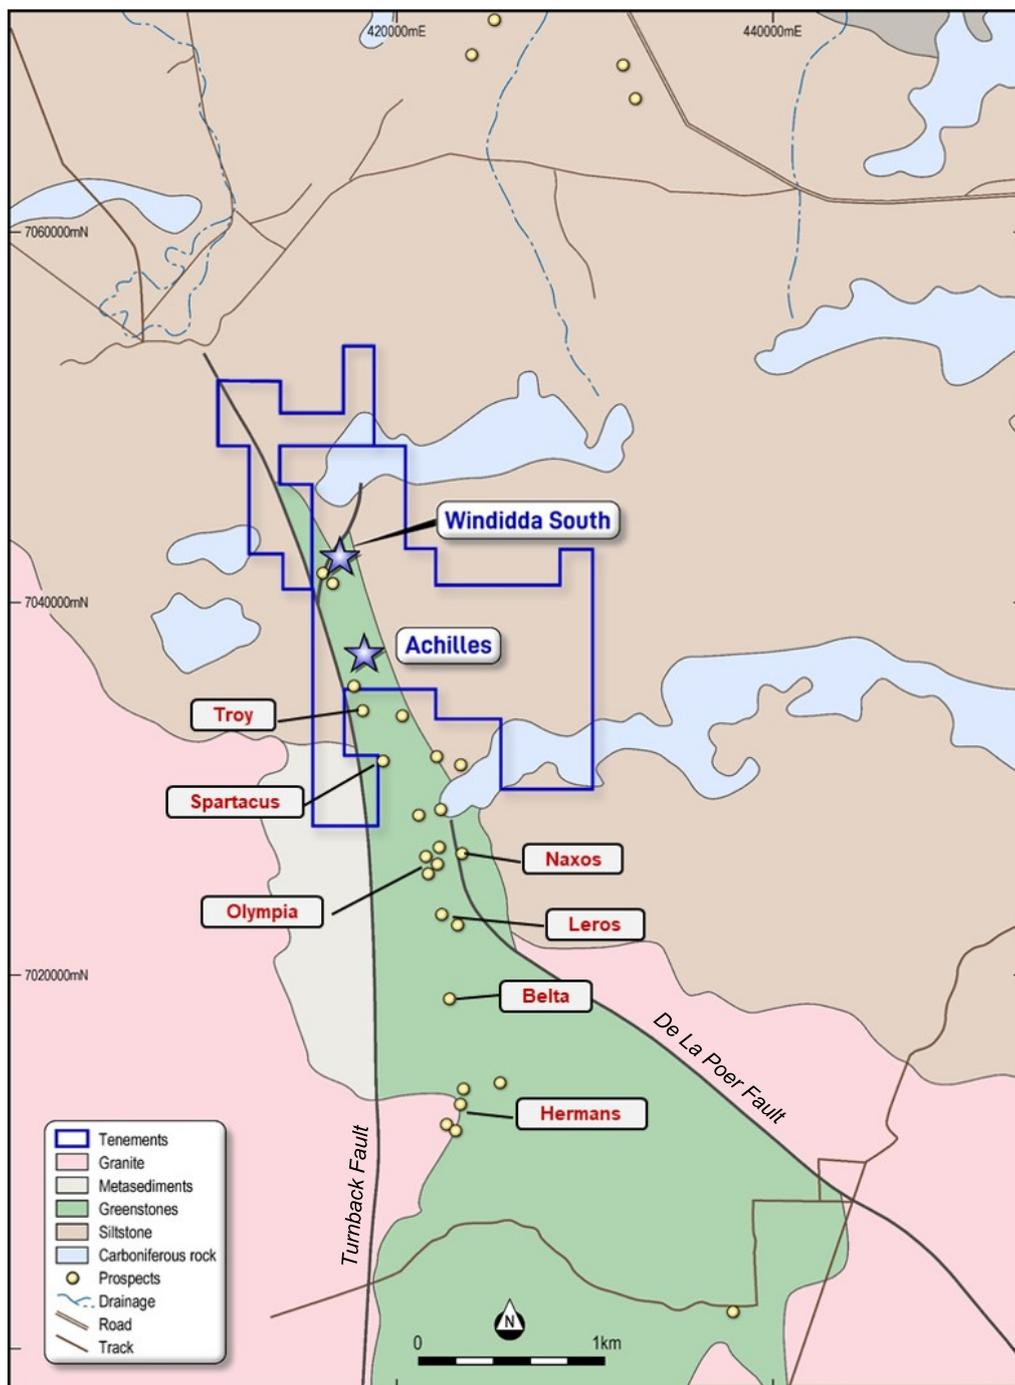 420000mE
440000mE
7060000mN
Windidda South
7040000mN
Achilles
Troy
Spartacus
Naxos
Olympia
Leros
7020000mN
Belta
De La Poer Fault
Hermans
Turnback Fault
Tenements
Granite
Metasediments
Greenstones
Siltstone
Carboniferous rock
Prospects
Drainage
Road
Track
N
0 1km